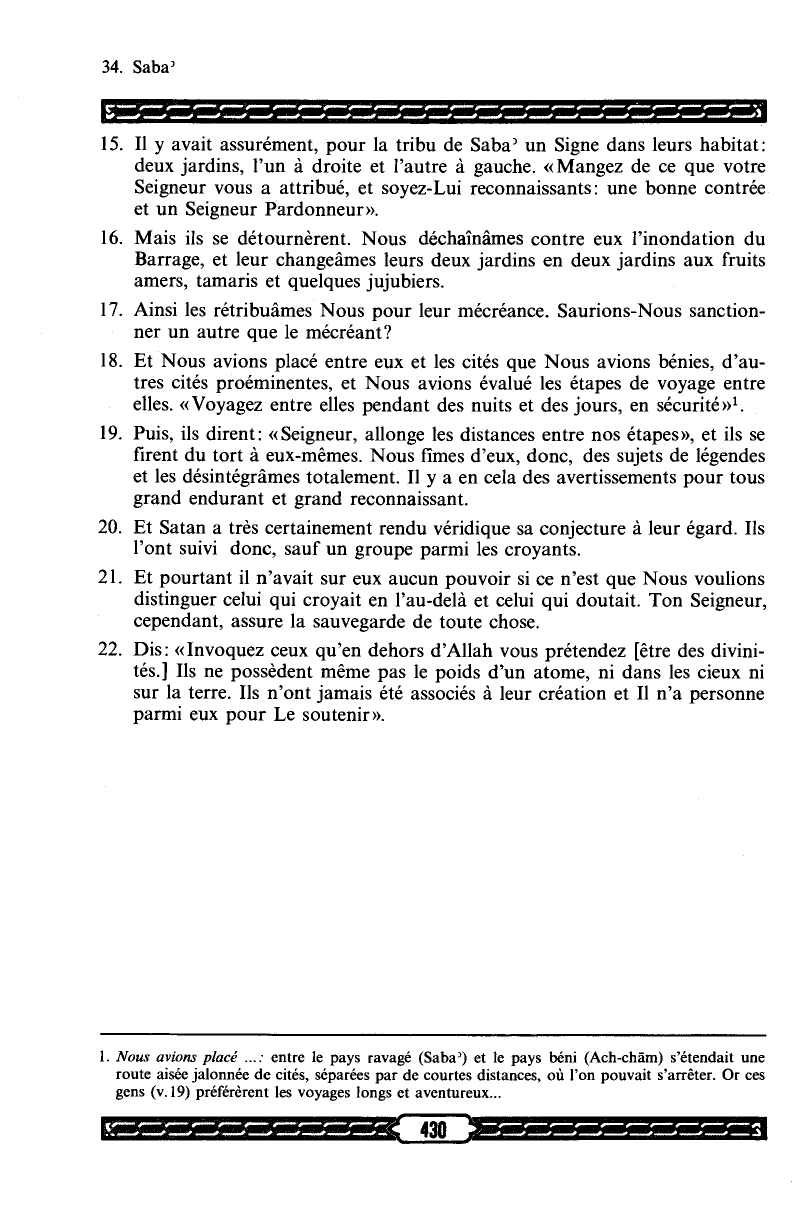 34. Saba’
15. Il y avait assurément, pour la tribu de Saba’ un Signe dans leurs habitat:
deux jardins, l’un à droite et l’autre à gauche. «Mangez de ce que votre
Seigneur vous a attribué, et soyez-Lui reconnaissants: une bonne contrée
et un Seigneur Pardonneur».
16. Mais ils se détournèrent. Nous déchaînâmes contre eux l’inondation du
Barrage, et leur changeâmes leurs deux jardins en deux jardins aux fruits
amers, tamaris et quelques jujubiers.
17. Ainsi les rétribuâmes Nous pour leur mécréance. Saurions-Nous sanction-
ner un autre que le mécréant?
18. Et Nous avions placé entre eux et les cités que Nous avions bénies, d’au-
tres cités proéminentes, et Nous avions évalué les étapes de voyage entre
elles. «Voyagez entre elles pendant des nuits et des jours, en sécurité»¹.
19. Puis, ils dirent: «Seigneur, allonge les distances entre nos étapes», et ils se
firent du tort à eux-mêmes. Nous fîmes d’eux, donc, des sujets de légendes
et les désintégrâmes totalement. Il y a en cela des avertissements pour tous
grand endurant et grand reconnaissant.
20. Et Satan a très certainement rendu véridique sa conjecture à leur égard. Ils
l’ont suivi donc, sauf un groupe parmi les croyants.
21. Et pourtant il n’avait sur eux aucun pouvoir si ce n’est que Nous voulions
distinguer celui qui croyait en l’au-delà et celui qui doutait. Ton Seigneur,
cependant, assure la sauvegarde de toute chose.
22. Dis: «Invoquez ceux qu’en dehors d’Allah vous prétendez [être des divini-
tés.] Ils ne possèdent même pas le poids d’un atome, ni dans les cieux ni
sur la terre. Ils n’ont jamais été associés à leur création et Il n’a personne
parmi eux pour Le soutenir».
1. Nous avions placé ...: entre le pays ravagé (Saba’) et le pays béni (Ach-chām) s’étendait une
route aisée jalonnée de cités, séparées par de courtes distances, où l’on pouvait s’arrêter. Or ces
gens (v.19) préférèrent les voyages longs et aventureux...
430